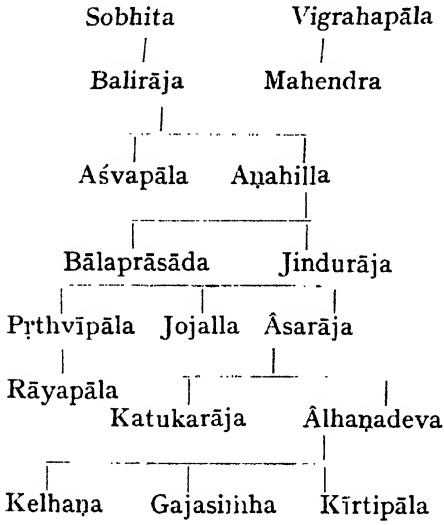 Sobhita Vigrahapāla
Balirāja Mahendra
Aśvapāla Aṇahilla
Bālaprāsāda Jindurāja
Pṛthvīpāla Jojalla Âsarāja
Rāyapāla
Katukarāja Âlhaṇadeva
Kelhaṇa Gajasiṁha Kīrtipāla